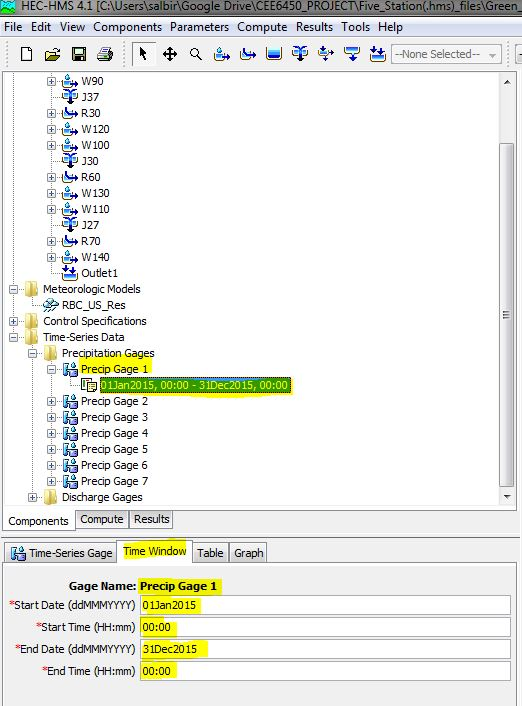 HEC-HMS 4.1 [C:\Users\salbir\Google Drive\CEE6450_PROJECT\Five_Station(.hms)_files\Green_
File Edit View Components Parameters Compute Results Tools Help
--None Selected--
W90
J37
R30
W120
W100
J30
R60
W130
W110
J27
R70
W140
Outlet1
Meteorologic Models
RBC_US_Res
Control Specifications
Time-Series Data
Precipitation Gages
Precip Gage 1
01Jan2015, 00:00 - 31Dec2015, 00:00
Precip Gage 2
Precip Gage 3
Precip Gage 4
Precip Gage 5
Precip Gage 6
Precip Gage 7
Discharge Gages
Components Compute Results
Time-Series Gage Time Window Table Graph
Gage Name: Precip Gage 1
*Start Date (ddMMMYYYY) 01Jan2015
*Start Time (HH:mm) 00:00
*End Date (ddMMMYYYY) 31Dec2015
*End Time (HH:mm) 00:00